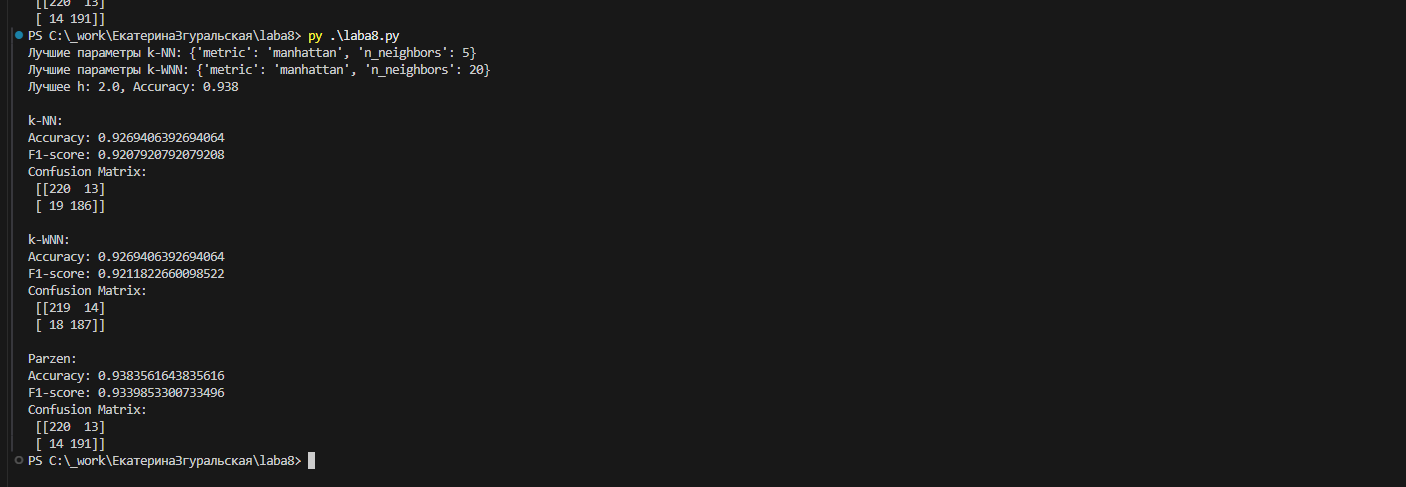 [[220  13]
 [ 14 191]]
PS C:\_work\ЕкатеринаЗгуральская\laba8> py .\laba8.py
Лучшие параметры k-NN: {'metric': 'manhattan', 'n_neighbors': 5}
Лучшие параметры k-WNN: {'metric': 'manhattan', 'n_neighbors': 20}
Лучшее h: 2.0, Accuracy: 0.938
k-NN:
Accuracy: 0.9269406392694064
F1-score: 0.9207920792079208
Confusion Matrix:
 [[220  13]
 [ 19 186]]
k-WNN:
Accuracy: 0.9269406392694064
F1-score: 0.9211822660098522
Confusion Matrix:
 [[219  14]
 [ 18 187]]
Parzen:
Accuracy: 0.9383561643835616
F1-score: 0.9339853300733496
Confusion Matrix:
 [[220  13]
 [ 14 191]]
PS C:\_work\ЕкатеринаЗгуральская\laba8>